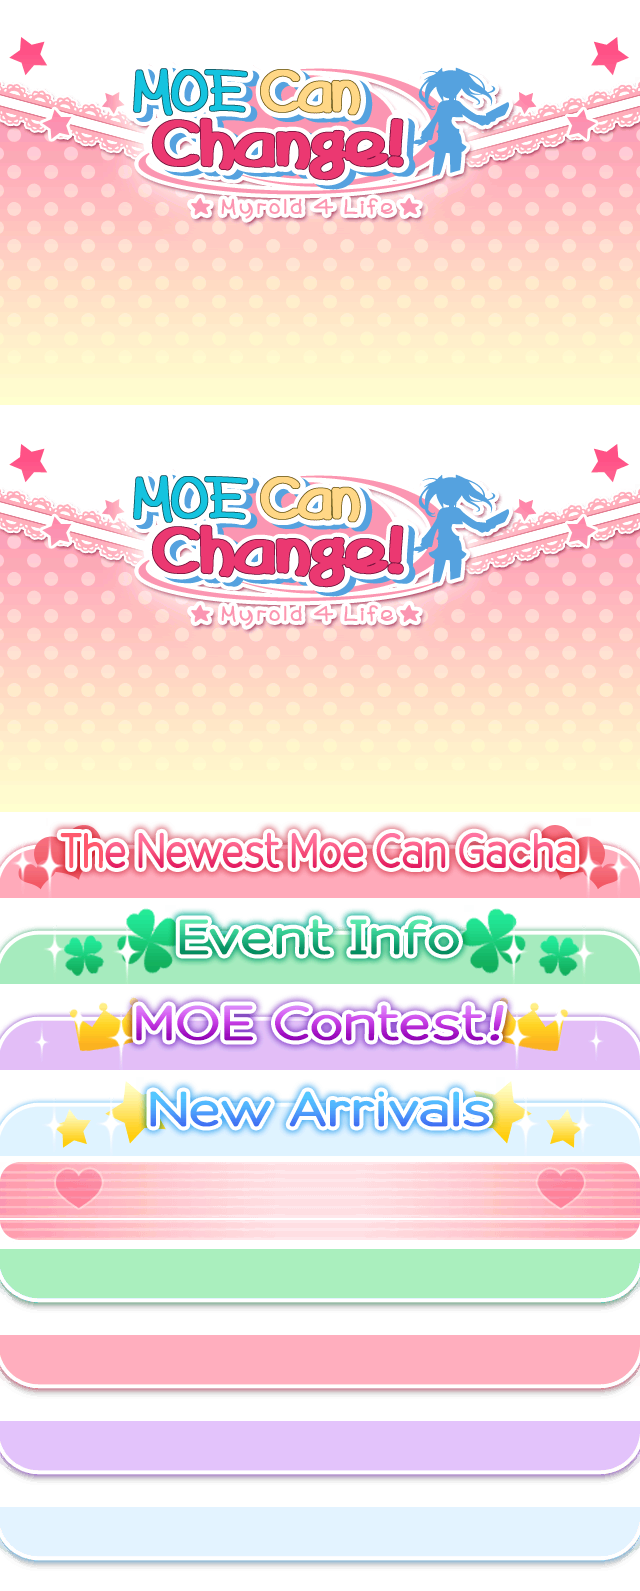 MOE Can
Change!
Myroid 4 Life
MOE Can
Change!
Myroid 4 Life
The Newest Moe Can Gacha
Event Info
MOE Contest!
New Arrivals